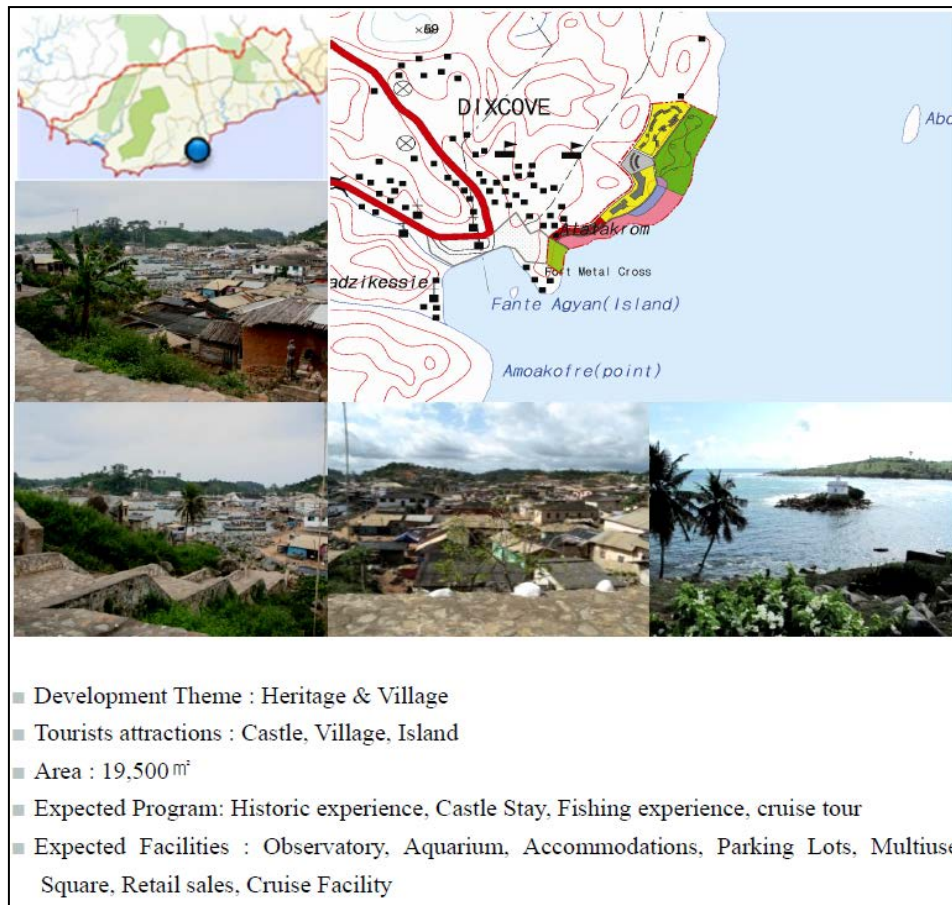 59
DIXCOVE
Abo
Atatakrom
Fort Metal Cross
adzikessie
Fante Agyan(Island)
Amoakofre(point)
Development Theme : Heritage & Village
Tourists attractions : Castle, Village, Island
Area : 19,500㎡
Expected Program: Historic experience, Castle Stay, Fishing experience, cruise tour
Expected Facilities : Observatory, Aquarium, Accommodations, Parking Lots, Multiuse
Square, Retail sales, Cruise Facility